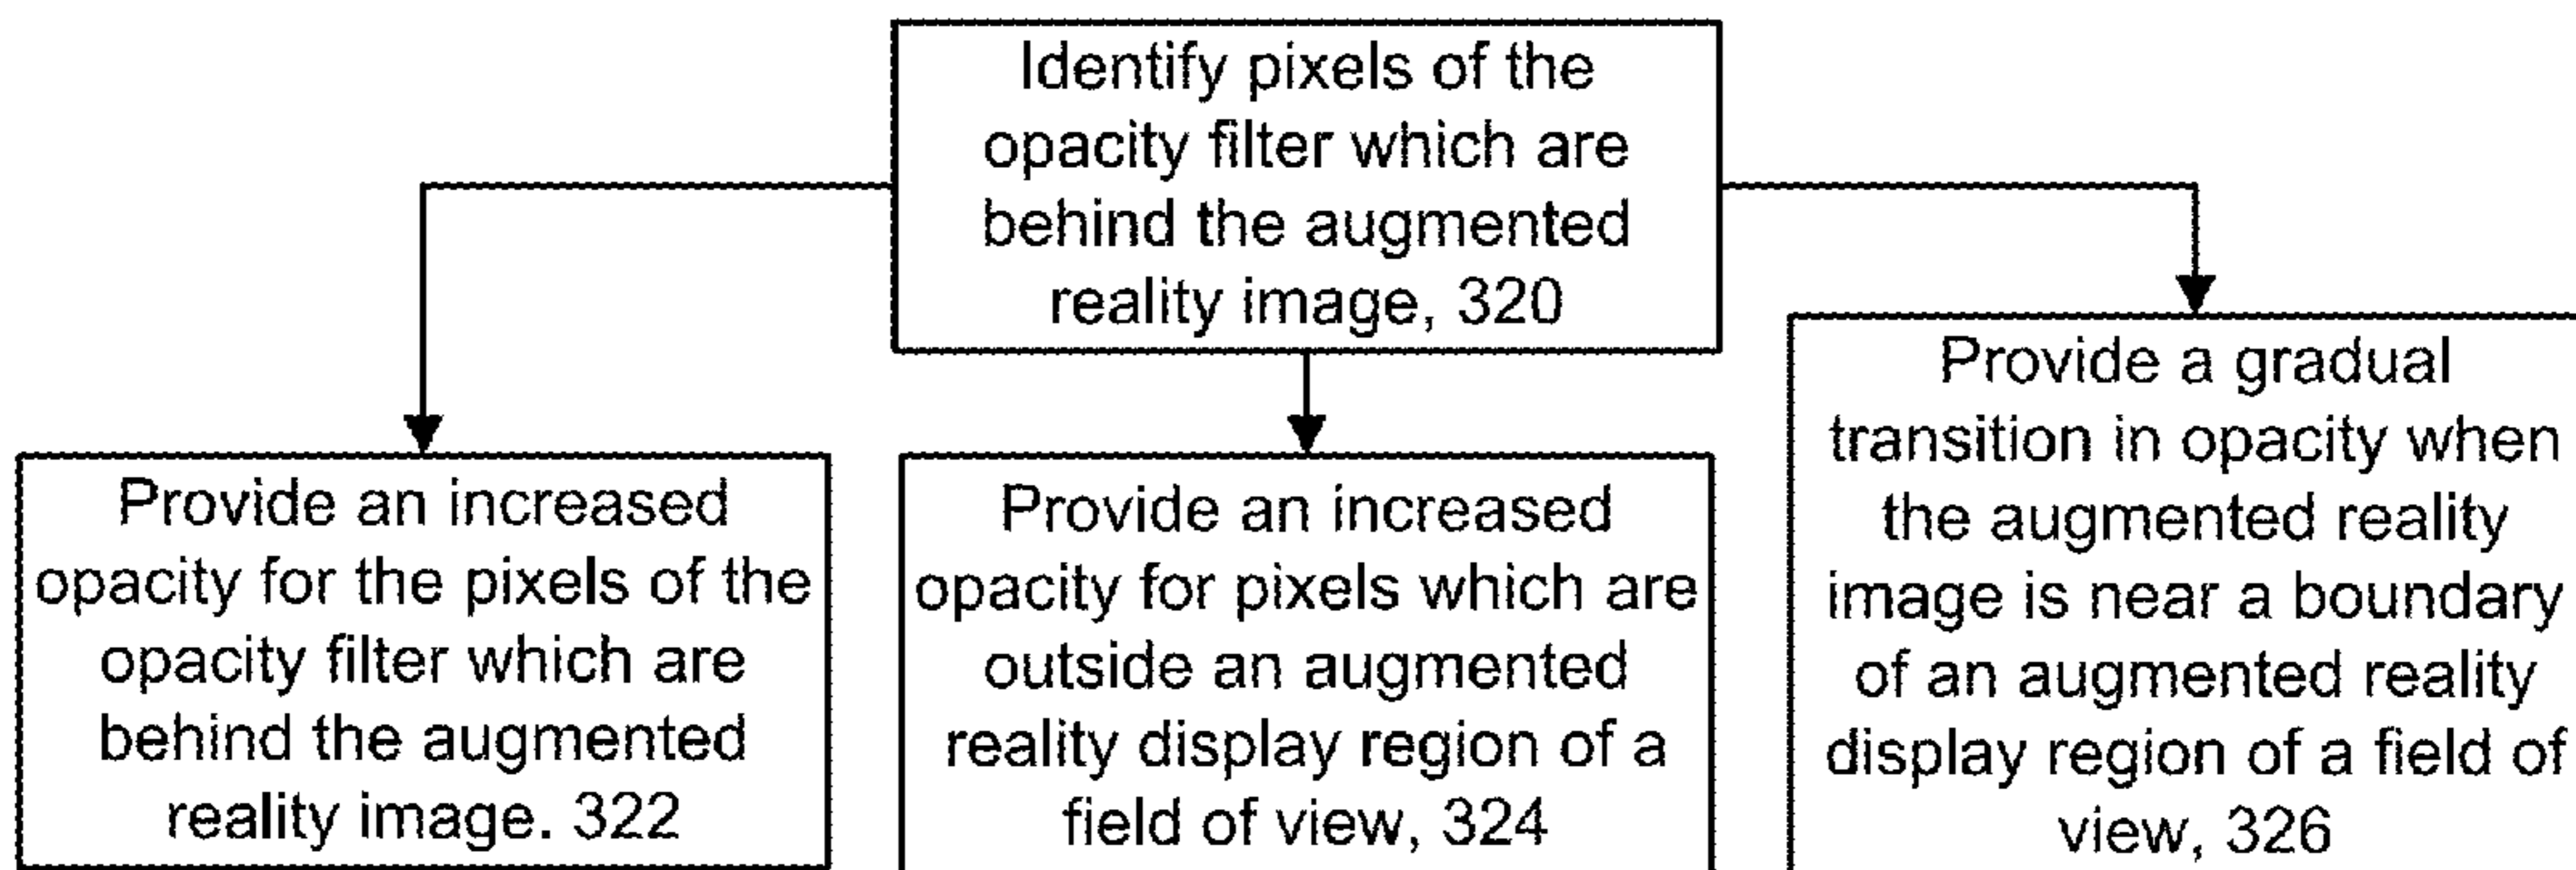 Identify pixels of the
opacity filter which are
behind the augmented
reality image, 320
Provide an increased
opacity for the pixels of the
opacity filter which are
behind the augmented
reality image. 322
Provide an increased
opacity for pixels which are
outside an augmented
reality display region of a
field of view, 324
Provide a gradual
transition in opacity when
the augmented reality
image is near a boundary
of an augmented reality
display region of a field of
view, 326